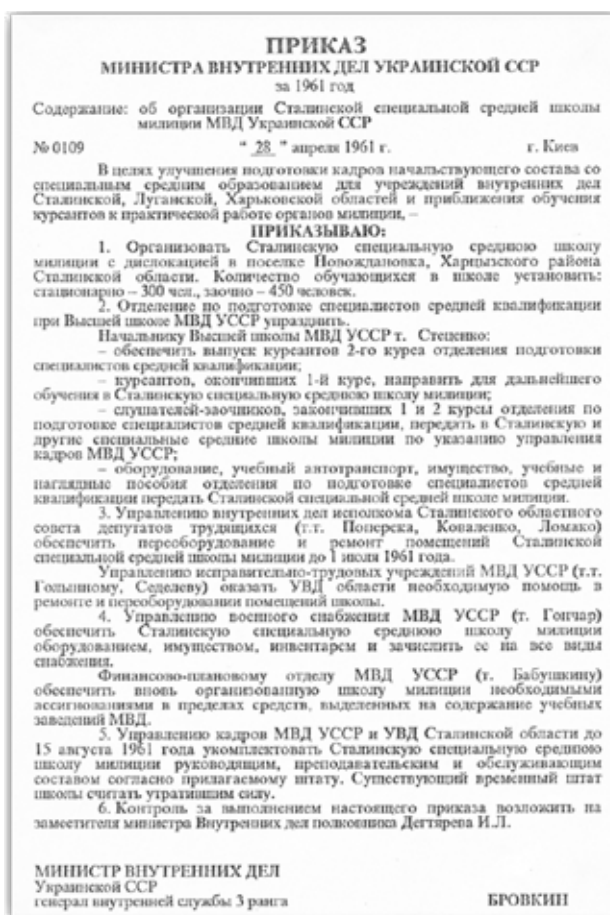 ПРИКАЗ
МИНИСТРА ВНУТРЕННИХ ДЕЛ УКРАИНСКОЙ ССР
за 1961 год
Содержание: об организации Сталинской специальной средней школы
милиции МВД Украинской ССР
№ 0109 " 28 " апреля 1961 г. г. Киев
В целях улучшения подготовки кадров начальствующего состава со
специальным средним образованием для учреждений внутренних дел
Сталинской, Луганской, Харьковской областей и приближения обучения
курсантов к практической работе органов милиции, –
ПРИКАЗЫВАЮ:
1. Организовать Сталинскую специальную среднюю школу
милиции с дислокацией в поселке Новождановка, Харцызского района
Сталинской области. Количество обучающихся в школе установить:
стационарно – 300 чел., заочно – 450 человек.
2. Отделение по подготовке специалистов средней квалификации
при Высшей школе МВД УССР упразднить.
Начальнику Высшей школы МВД УССР т. Стеценко:
– обеспечить выпуск курсантов 2-го курса отделения подготовки
специалистов средней квалификации;
– курсантов, окончивших 1-й курс, направить для дальнейшего
обучения в Сталинскую специальную среднюю школу милиции;
– слушателей-заочников, закончивших 1 и 2 курсы отделения по
подготовке специалистов средней квалификации, передать в Сталинскую и
другие специальные средние школы милиции по указанию управления
кадров МВД УССР;
– оборудование, учебный автотранспорт, имущество, учебные и
наглядные пособия отделения по подготовке специалистов средней
квалификации передать Сталинской специальной средней школе милиции.
3. Управлению внутренних дел исполкома Сталинского областного
совета депутатов трудящихся (т.т. Поперека, Коваленко, Ломако)
обеспечить переоборудование и ремонт помещений Сталинской
специальной средней школы милиции до 1 июля 1961 года.
Управлению исправительно-трудовых учреждений МВД УССР (т.т.
Голынному, Седелеву) оказать УВД области необходимую помощь в
ремонте и переоборудовании помещений школы.
4. Управлению военного снабжения МВД УССР (т. Гончар)
обеспечить Сталинскую специальную среднюю школу милиции
оборудованием, имуществом, инвентарем и зачислить ее на все виды
снабжения.
Финансово-плановому отделу МВД УССР (т. Бабушкину)
обеспечить вновь организованную школу милиции необходимыми
ассигнованиями в пределах средств, выделенных на содержание учебных
заведений МВД.
5. Управлению кадров МВД УССР и УВД Сталинской области до
15 августа 1961 года укомплектовать Сталинскую специальную среднюю
школу милиции руководящим, преподавательским и обслуживающим
составом согласно прилагаемому штату. Существующий временный штат
школы считать утратившим силу.
6. Контроль за выполнением настоящего приказа возложить на
заместителя министра Внутренних дел полковника Дегтярева И.Л.
МИНИСТР ВНУТРЕННИХ ДЕЛ
Украинской ССР
генерал внутренней службы 3 ранга БРОВКИН